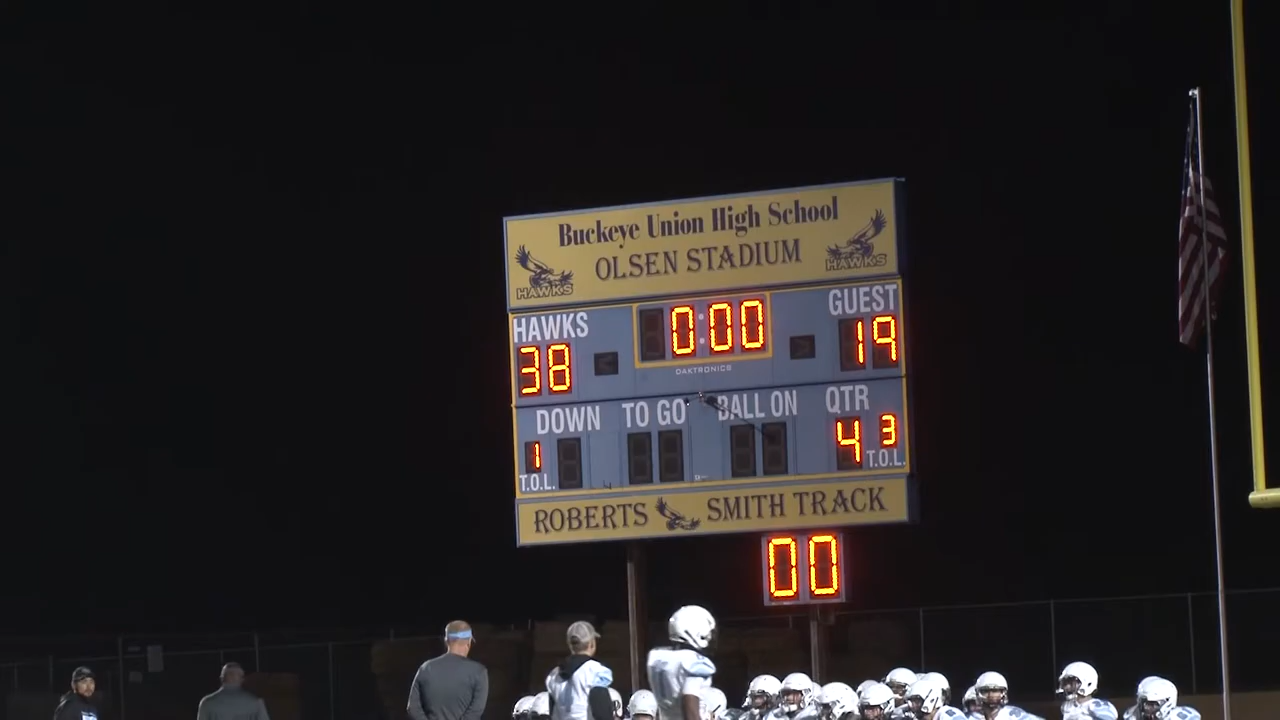 Buckeye Union High School
OLSEN STADIUM
HAWKS HAWKS
HAWKS 0:00 GUEST
38 19
DAKTRONICS
DOWN TO GO BALL ON QTR
1 4 3
T.O.L. T.O.L.
ROBERTS SMITH TRACK
00